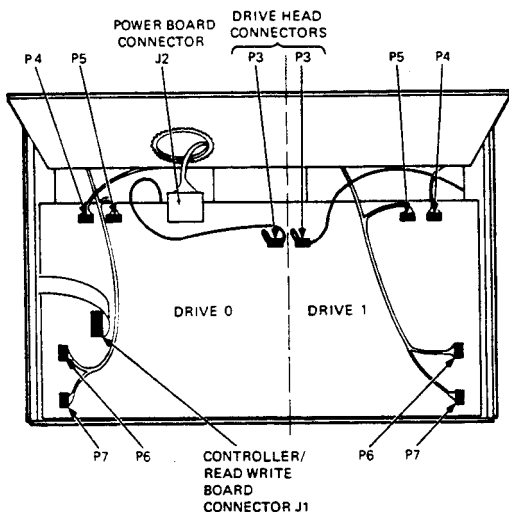 POWER BOARD
CONNECTOR
J2
DRIVE HEAD
CONNECTORS
P4
P5
P3
P3
P5
P4
DRIVE 0
DRIVE 1
P7
P6
CONTROLLER/
READ WRITE
BOARD
CONNECTOR J1
P6
P7